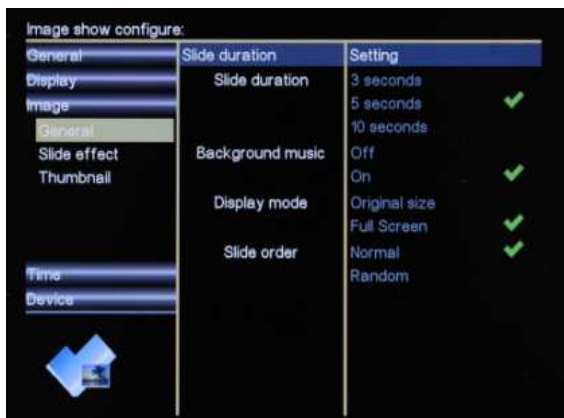 Image show configure:
General
Slide duration Setting
Display
Slide duration 3 seconds
Image
5 seconds
General
10 seconds
Slide effect
Background music Off
Thumbnail
On
Display mode Original size
Full Screen
Slide order Normal
Time
Random
Device